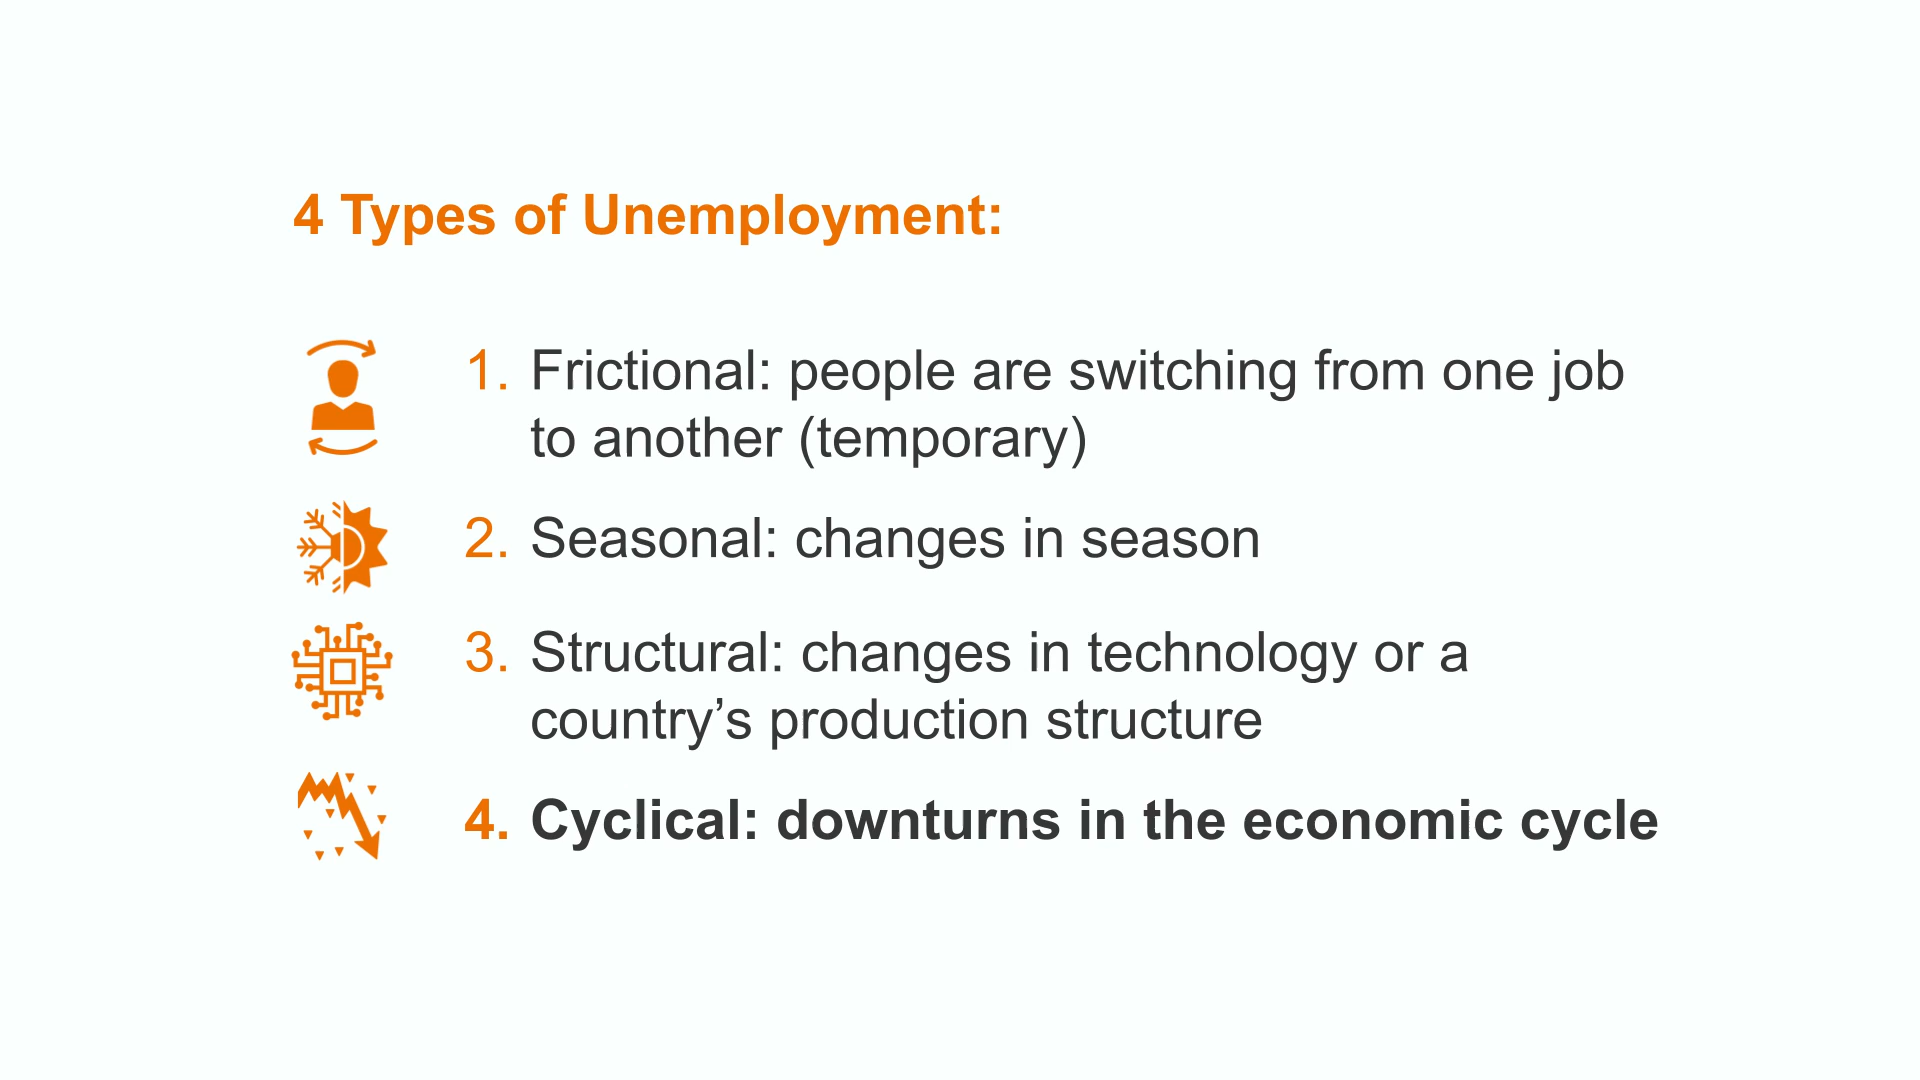 4 Types of Unemployment:
1. Frictional: people are switching from one job
to another (temporary)
2. Seasonal: changes in season
3. Structural: changes in technology or a
country’s production structure
4. Cyclical: downturns in the economic cycle